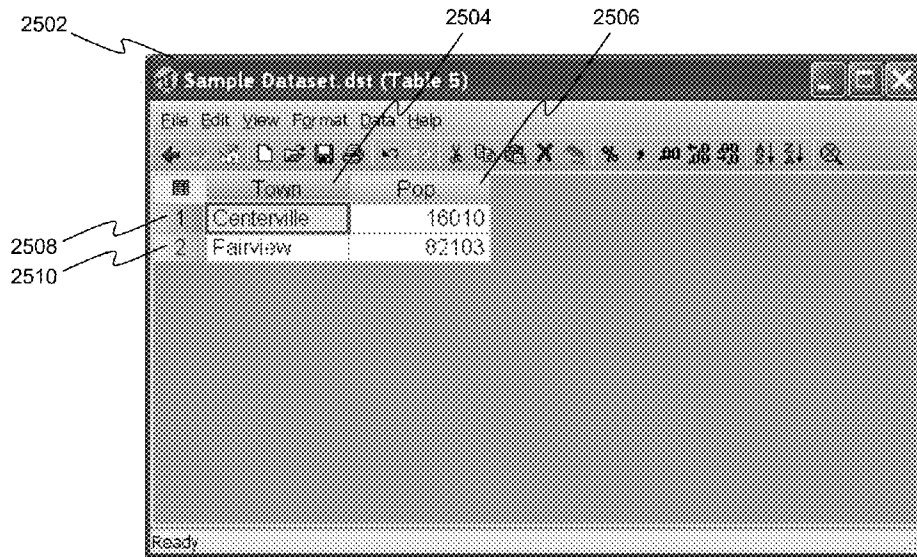 2502 2504 2506
Sample Dataset.dst (Table 5)
File Edit View Format Data Help
Town Pop.
2508 1 Centerville 16010
2510 2 Fairview 82103
Ready